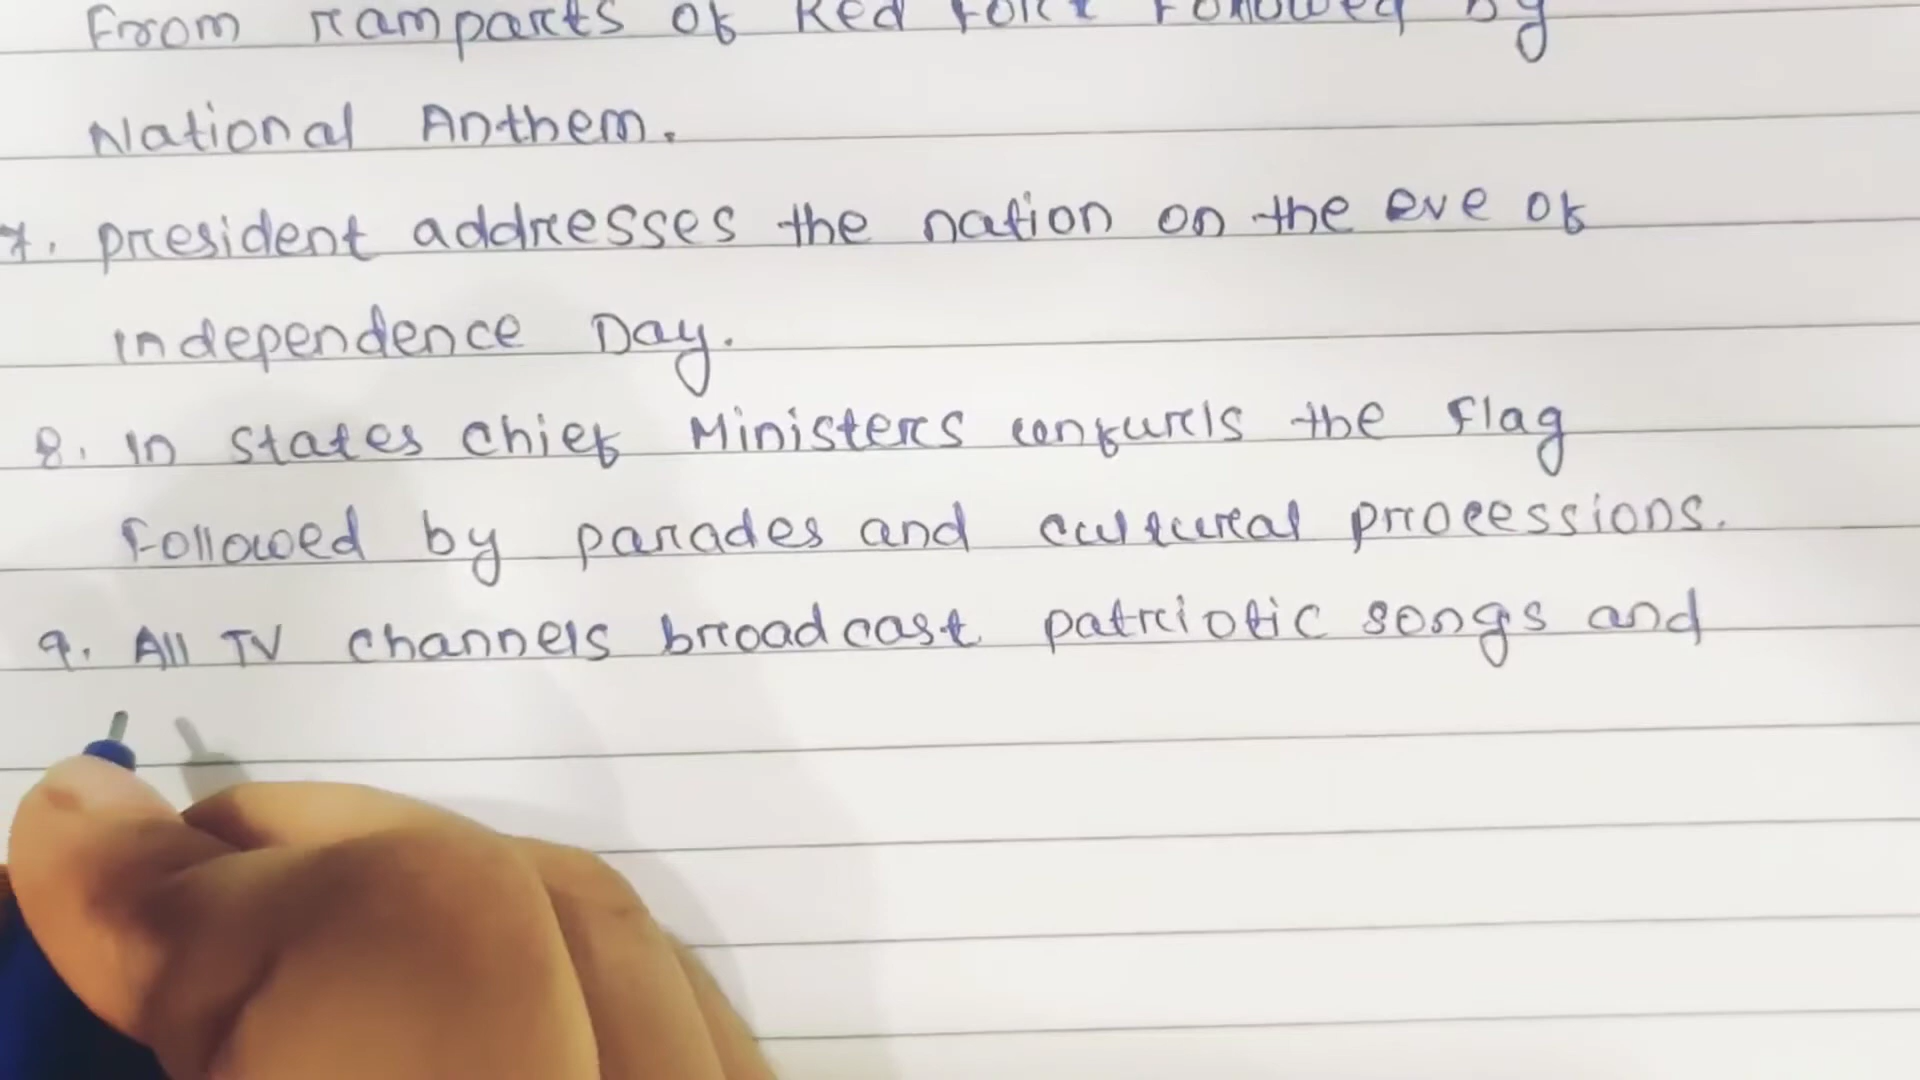 From ramparts of Red Fort Followed by
National Anthem.
7. president addresses the nation on the eve of
independence Day.
8. In states chief Ministers unfurls the Flag
Followed by parades and cultural processions.
9. All TV channels broadcast patriotic songs and